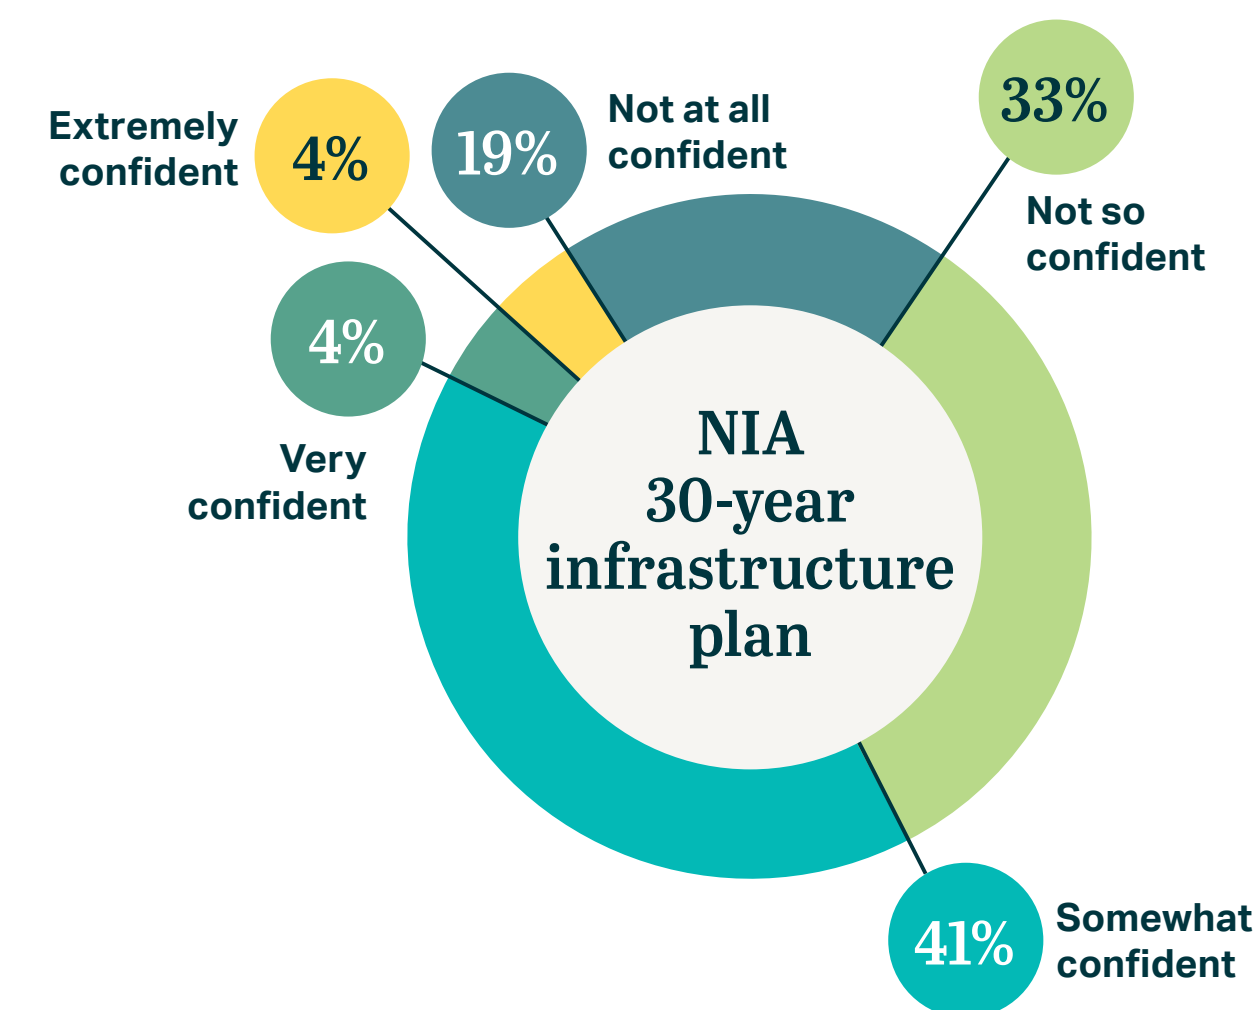 Extremely
confident
4%
19%
Not at all
confident
33%
Not so
confident
4%
Very
confident
NIA
30-year
infrastructure
plan
41%
Somewhat
confident